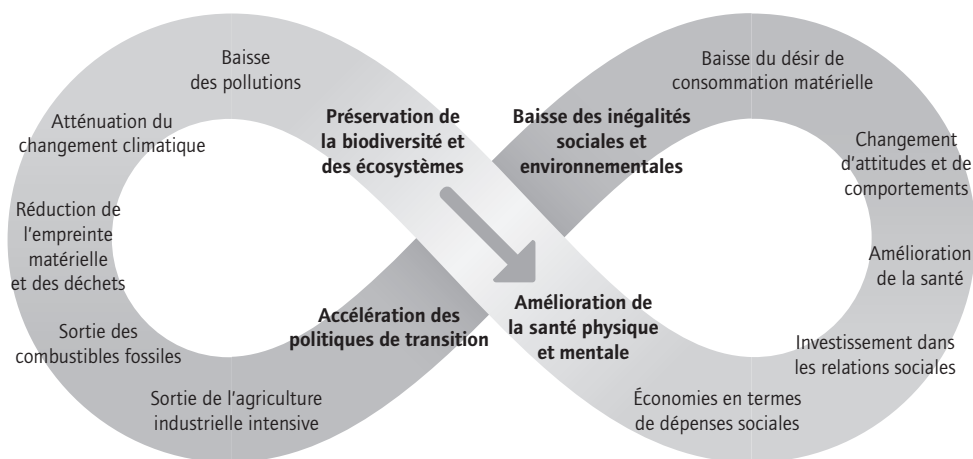 Baisse
des pollutions
Atténuation du
changement climatique
Réduction de
l'empreinte
matérielle
et des déchets
Sortie des
combustibles fossiles
Sortie de l'agriculture
industrielle intensive
Accélération des
politiques de transition
Préservation de
la biodiversité et
des écosystèmes
Baisse des inégalités
sociales et
environnementales
Baisse du désir de
consommation matérielle
Changement
d'attitudes et de
comportements
Amélioration
de la santé
Investissement dans
les relations sociales
Économies en termes
de dépenses sociales
Amélioration de
la santé physique
et mentale